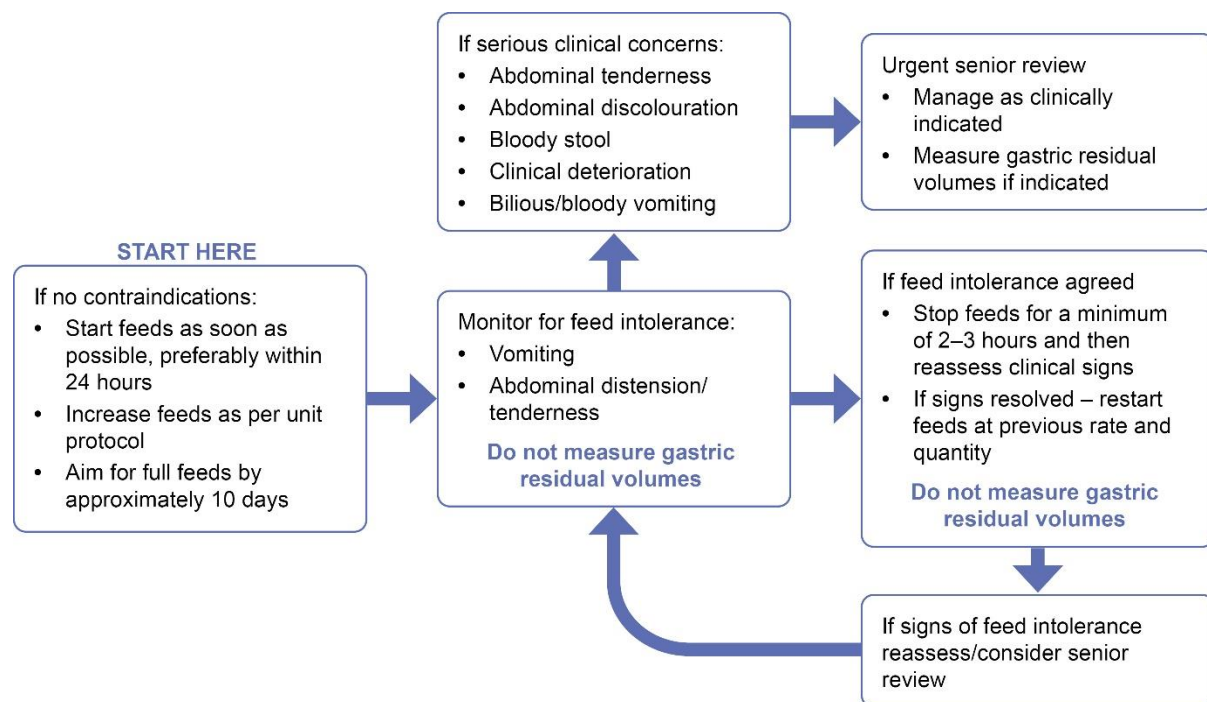 START HERE
If no contraindications:
• Start feeds as soon as
possible, preferably within
24 hours
• Increase feeds as per unit
protocol
• Aim for full feeds by
approximately 10 days
If serious clinical concerns:
• Abdominal tenderness
• Abdominal discolouration
• Bloody stool
• Clinical deterioration
• Bilious/bloody vomiting
Urgent senior review
• Manage as clinically
indicated
• Measure gastric residual
volumes if indicated
Monitor for feed intolerance:
• Vomiting
• Abdominal distension/
tenderness
Do not measure gastric
residual volumes
If feed intolerance agreed
• Stop feeds for a minimum
of 2–3 hours and then
reassess clinical signs
• If signs resolved – restart
feeds at previous rate and
quantity
Do not measure gastric
residual volumes
If signs of feed intolerance
reassess/consider senior
review